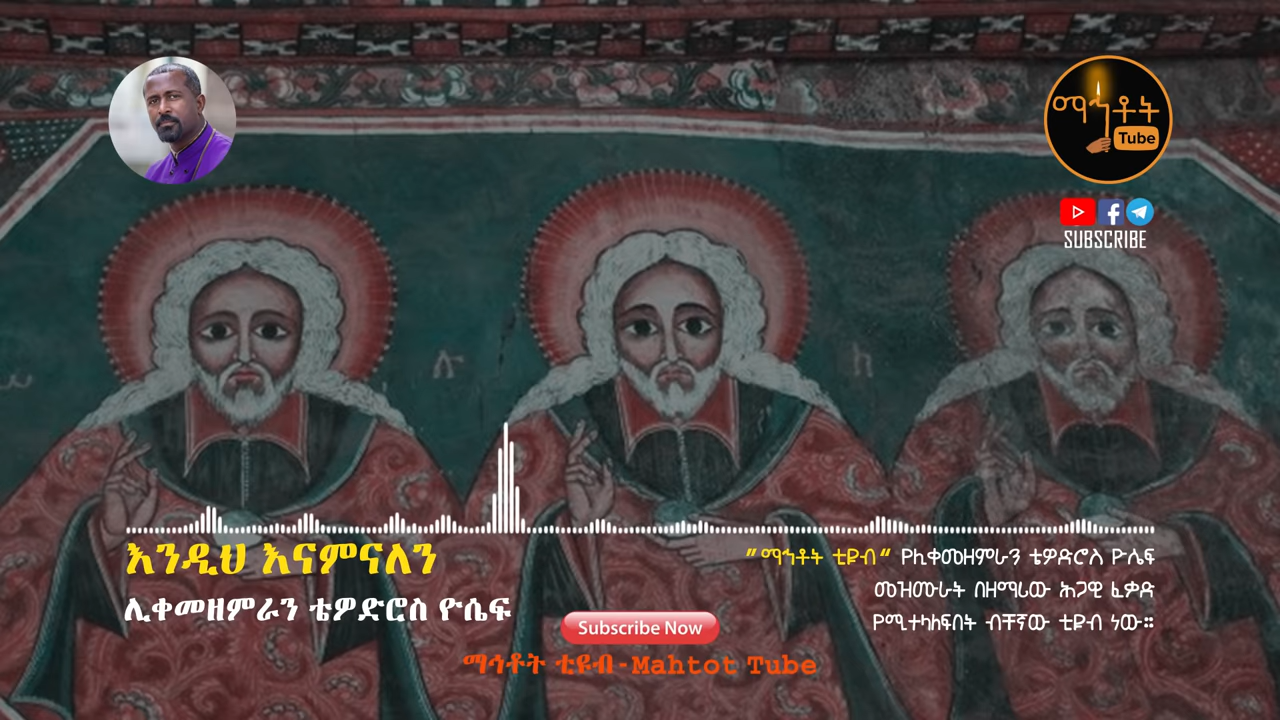 ማኅቶት
Tube
SUBSCRIBE
ሉ
ከ
እንዲህ እናምናለን
ሊቀመዘምራን ቴዎድሮስ ዮሴፍ
"ማኅቶት ቲዩብ" የሊቀመዘምራን ቴዎድሮስ ዮሴፍ
መዝሙራት በዘማሪው ሕጋዊ ፈቃድ
የሚተላለፍበት ብቸኛው ቲዩብ ነው።
Subscribe Now
ማኅቶት ቲዩብ-Mahtot Tube